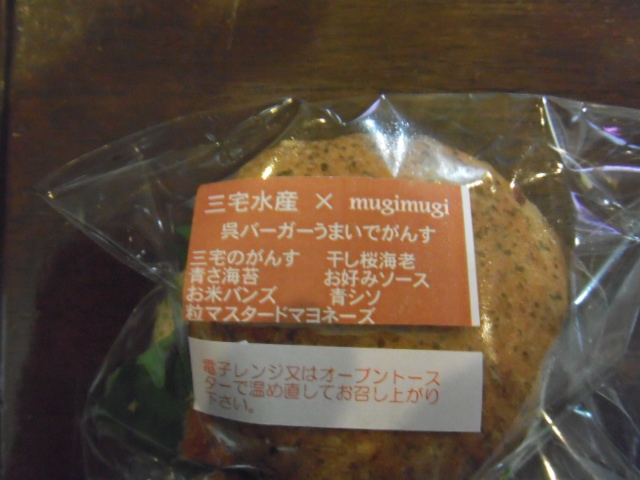 三宅水産 × mugimugi
呉バーガーうまいでがんす
三宅のがんす 干し桜海老
青さ海苔 お好みソース
お米バンズ 青シソ
粒マスタードマヨネーズ
電子レンジ又はオーブントース
ターで温め直してお召し上がり
下さい。